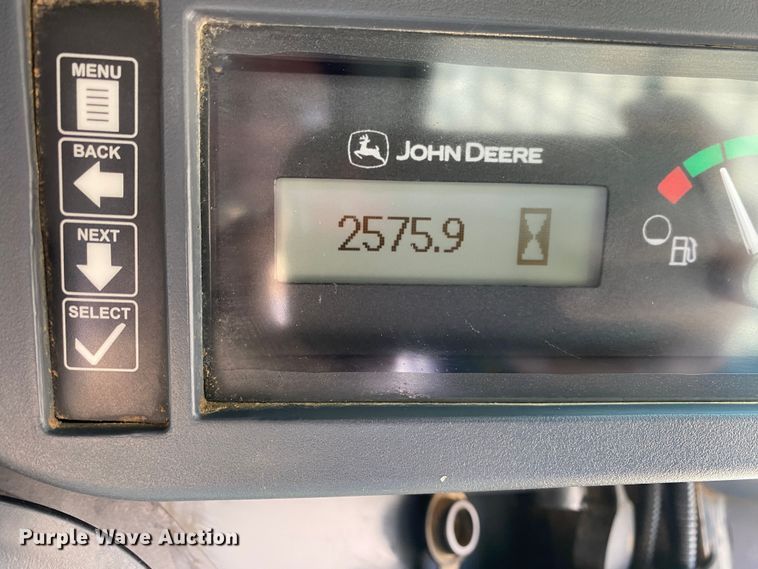 MENU
BACK
NEXT
SELECT
JOHN DEERE
2575.9
Purple Wave Auction